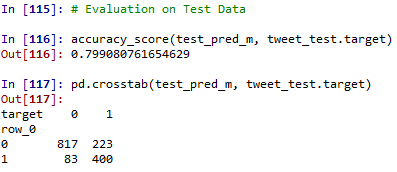 In [115]: # Evaluation on Test Data
In [116]: accuracy_score(test_pred_m, tweet_test.target)
Out[116]: 0.799080761654629
In [117]: pd.crosstab(test_pred_m, tweet_test.target)
Out[117]:
target 0 1
row_0
0 817 223
1 83 400